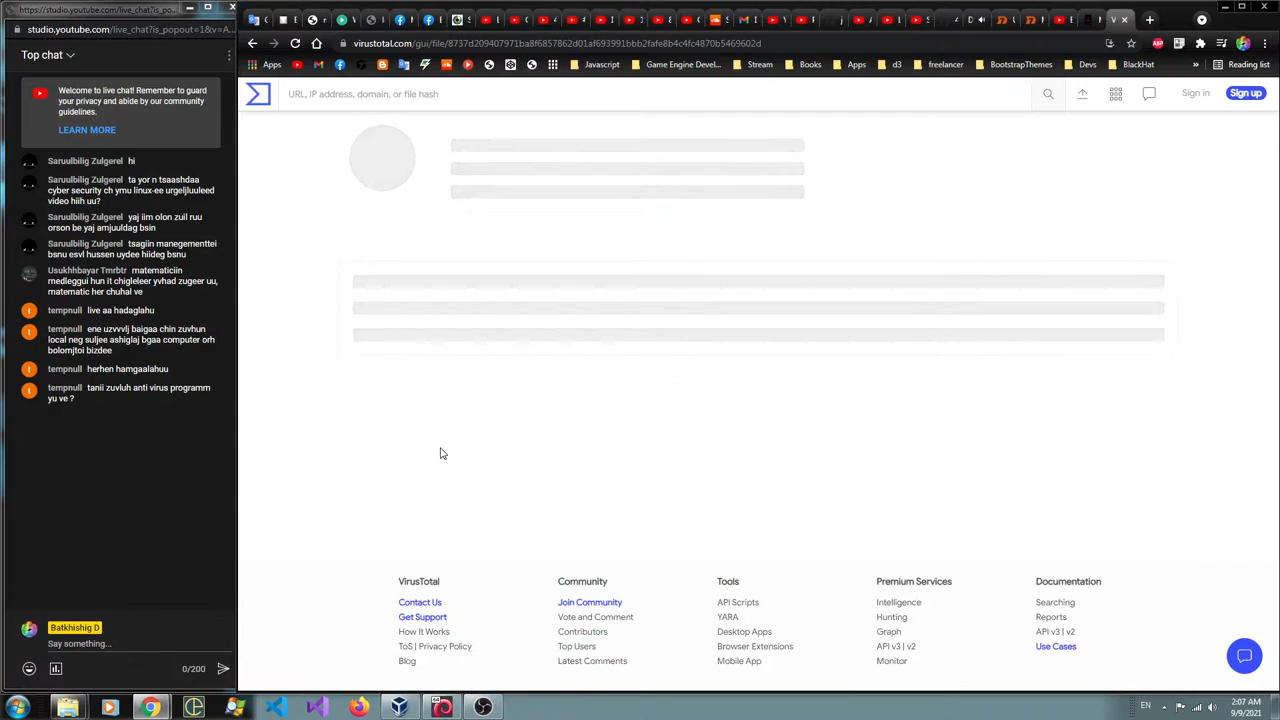 https://studio.youtube.com/live_chat?is_po...
studio.youtube.com/live_chat?is_popout=1&v=A...
Top chat
Welcome to live chat! Remember to guard
your privacy and abide by our community
guidelines.
LEARN MORE
Saruulbilig Zulgerel hi
Saruulbilig Zulgerel ta yor n tsaashdaa
cyber security ch ymu linux-ee urgeljluuleed
video hiih uu?
Saruulbilig Zulgerel yaj iim olon zuil ruu
orson be yaj amjuuldag bsin
Saruulbilig Zulgerel tsagiin manegementtei
bsnu esvl hussen uydee hiideg bsnu
Usukhhbayar Tmrbtr matematiciin
medleggui hun it chigleleer yvhad zugeer uu,
matematic her chuhal ve
tempnull live aa hadaglahu
tempnull ene uzvvvlj baigaa chin zuvhun
local neg suljee ashiglaj bgaa computer orh
bolomjtoi bizdee
tempnull herhen hamgaalahuu
tempnull tanii zuvluh anti virus programm
yu ve ?
Batkhishig D
Say something...
0/200
virustotal.com/gui/file/8737d209407971ba8f6857862d01af693991bbb2fafe8b4c4fc4870b5469602d
Apps
Javascript
Game Engine Devel...
Stream
Books
Apps
d3
freelancer
BootstrapThemes
Devs
BlackHat
»
Reading list
URL, IP address, domain, or file hash
Sign in
Sign up
VirusTotal
Contact Us
Get Support
How It Works
ToS | Privacy Policy
Blog
Community
Join Community
Vote and Comment
Contributors
Top Users
Latest Comments
Tools
API Scripts
YARA
Desktop Apps
Browser Extensions
Mobile App
Premium Services
Intelligence
Hunting
Graph
API v3 | v2
Monitor
Documentation
Searching
Reports
API v3 | v2
Use Cases
EN
2:07 AM
9/9/2021